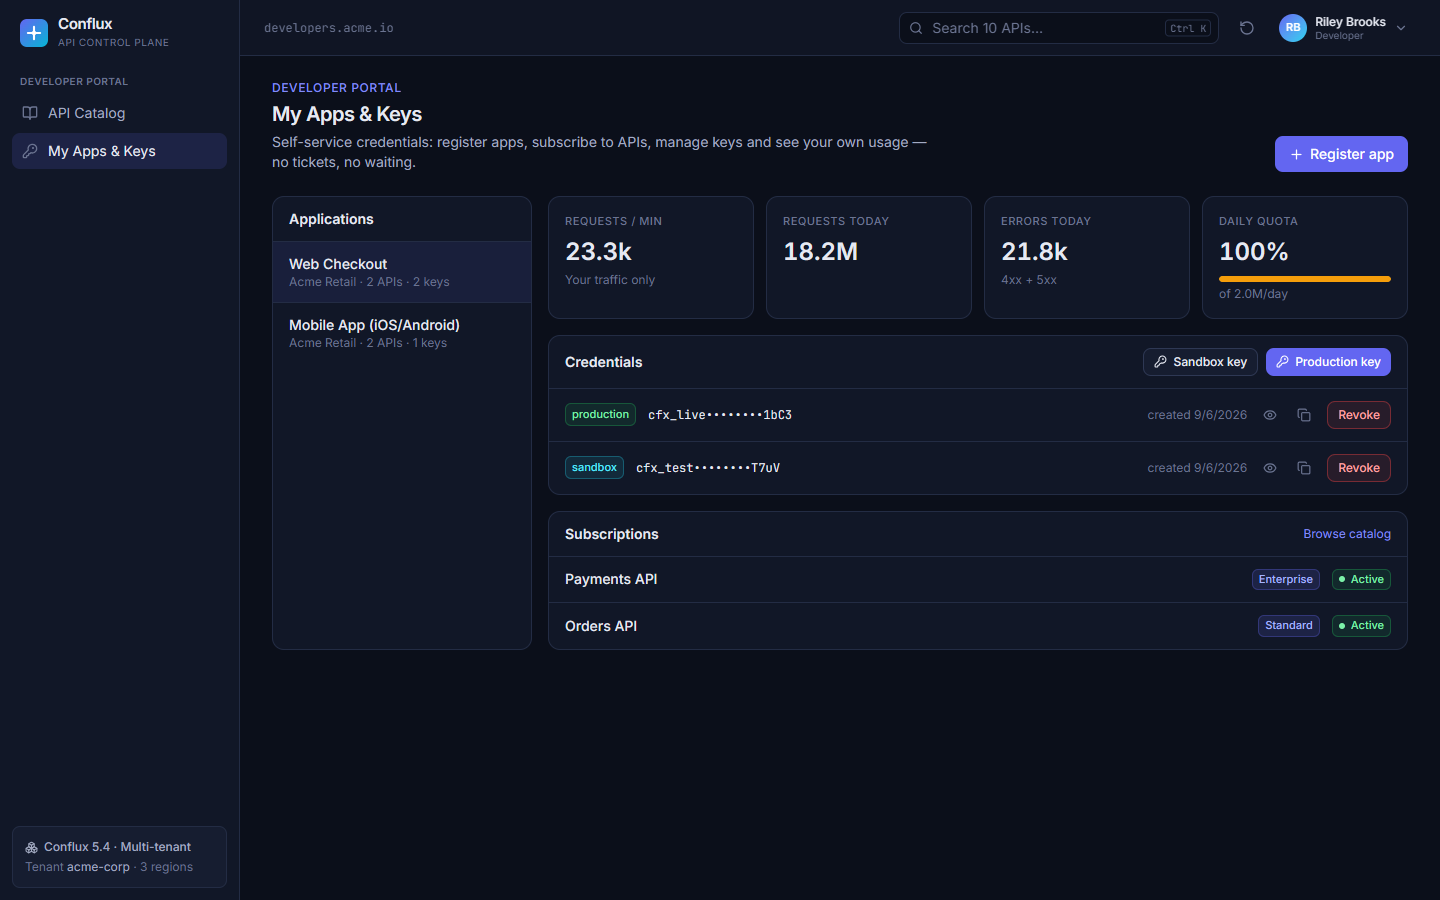 Conflux
API CONTROL PLANE
DEVELOPER PORTAL
API Catalog
My Apps & Keys
Conflux 5.4 · Multi-tenant
Tenant acme-corp · 3 regions
developers.acme.io
Search 10 APIs...
Ctrl K
RB
Riley Brooks
Developer
DEVELOPER PORTAL
My Apps & Keys
Self-service credentials: register apps, subscribe to APIs, manage keys and see your own usage —
no tickets, no waiting.
Register app
Applications
Web Checkout
Acme Retail · 2 APIs · 2 keys
Mobile App (iOS/Android)
Acme Retail · 2 APIs · 1 keys
REQUESTS / MIN
23.3k
Your traffic only
REQUESTS TODAY
18.2M
ERRORS TODAY
21.8k
4xx + 5xx
DAILY QUOTA
100%
of 2.0M/day
Credentials
Sandbox key
Production key
production cfx_live••••••••1bC3 created 9/6/2026 Revoke
sandbox cfx_test••••••••T7uV created 9/6/2026 Revoke
Subscriptions
Browse catalog
Payments API Enterprise Active
Orders API Standard Active